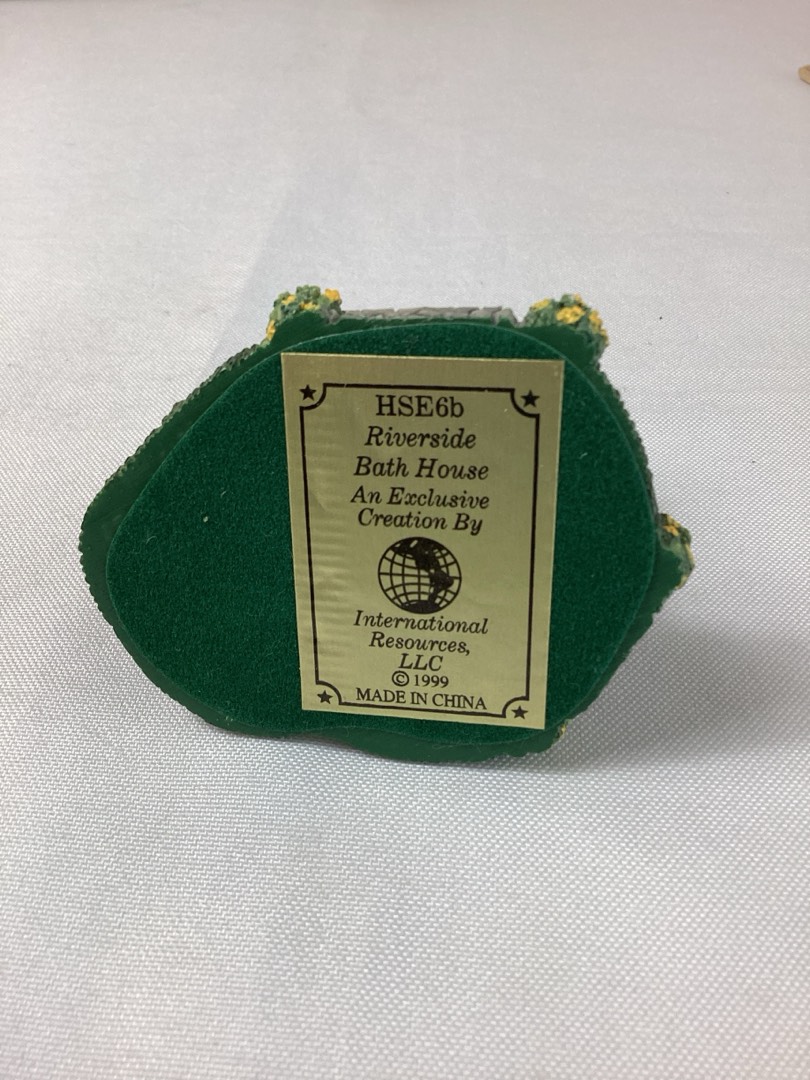 HSE6b
Riverside
Bath House
An Exclusive
Creation By
International
Resources,
LLC
© 1999
MADE IN CHINA